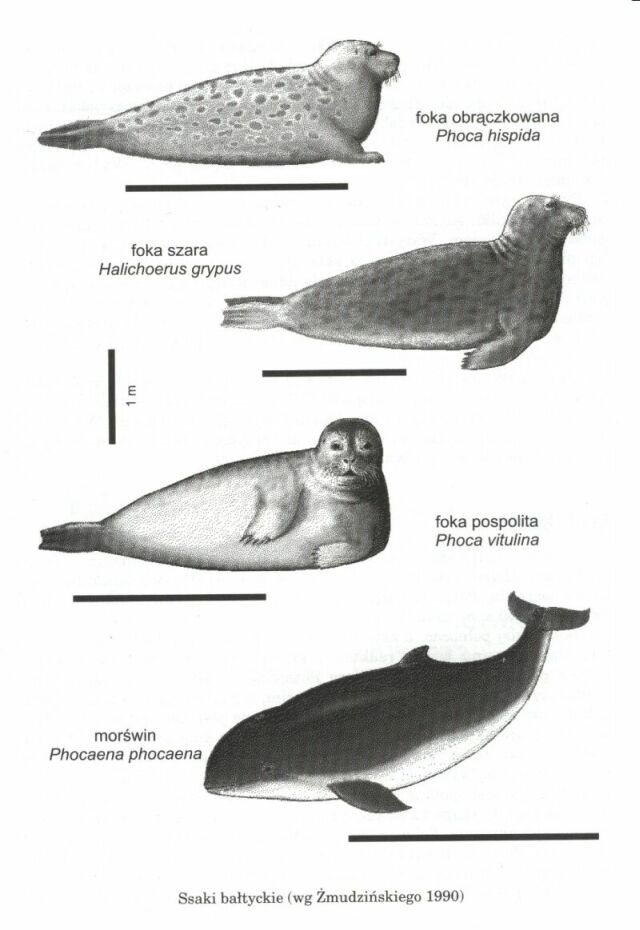 foka obrączkowana
Phoca hispida
foka szara
Halichoerus grypus
1 m
foka pospolita
Phoca vitulina
morświn
Phocaena phocaena
Ssaki bałtyckie (wg Żmudzińskiego 1990)